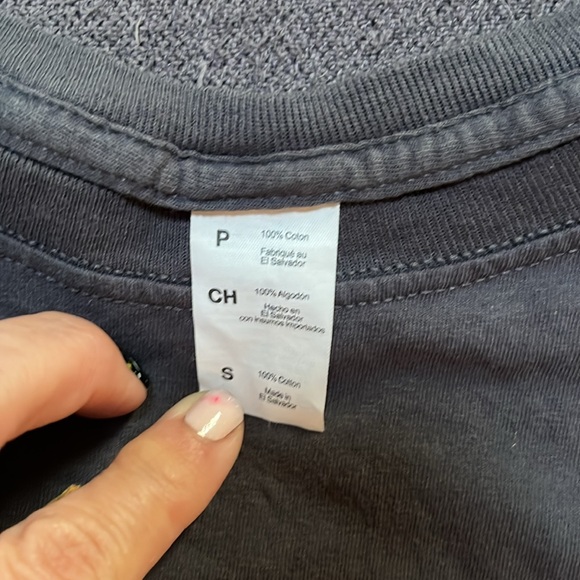 P
100% Coton
Fabriqué au
El Salvador
CH
100% Algodon
Hecho en
El Salvador
con insumos importados
S
100% Cotton
Made in
El Salvador